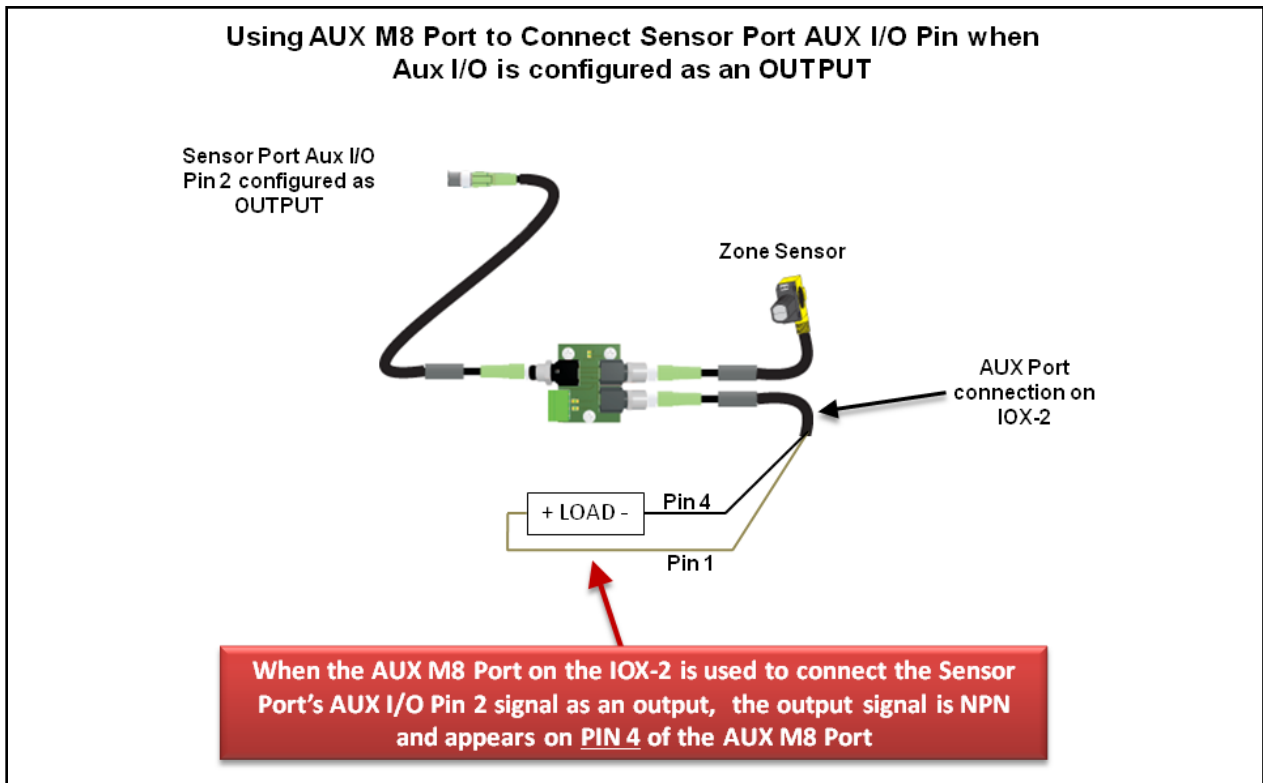 Using AUX M8 Port to Connect Sensor Port AUX I/O Pin when
Aux I/O is configured as an OUTPUT
Sensor Port Aux I/O
Pin 2 configured as
OUTPUT
Zone Sensor
AUX Port
connection on
IOX-2
+ LOAD -
Pin 4
Pin 1
When the AUX M8 Port on the IOX-2 is used to connect the Sensor
Port's AUX I/O Pin 2 signal as an output, the output signal is NPN
and appears on PIN 4 of the AUX M8 Port